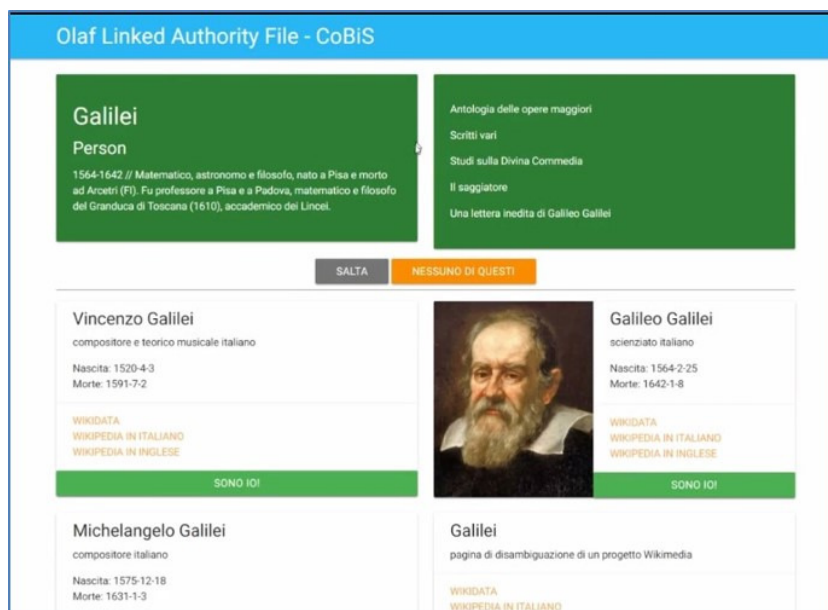 Olaf Linked Authority File - CoBiS
Galilei
Person
1564-1642 // Matematico, astronomo e filosofo, nato a Pisa e morto
ad Arcetri (FI). Fu professore a Pisa e a Padova, matematico e filosofo
del Granduca di Toscana (1610), accademico dei Lincei.
Antologia delle opere maggiori
Scritti vari
Studi sulla Divina Commedia
Il saggiatore
Una lettera inedita di Galileo Galilei
SALTA
NESSUNO DI QUESTI
Vincenzo Galilei
compositore e teorico musicale italiano
Nascita: 1520-4-3
Morte: 1591-7-2
WIKIDATA
WIKIPEDIA IN ITALIANO
WIKIPEDIA IN INGLESE
SONO IO!
Galileo Galilei
scienziato italiano
Nascita: 1564-2-25
Morte: 1642-1-8
WIKIDATA
WIKIPEDIA IN ITALIANO
WIKIPEDIA IN INGLESE
SONO IO!
Michelangelo Galilei
compositore italiano
Nascita: 1575-12-18
Morte: 1631-1-3
Galilei
pagina di disambiguazione di un progetto Wikimedia
WIKIDATA
WIKIPEDIA IN ITALIANO